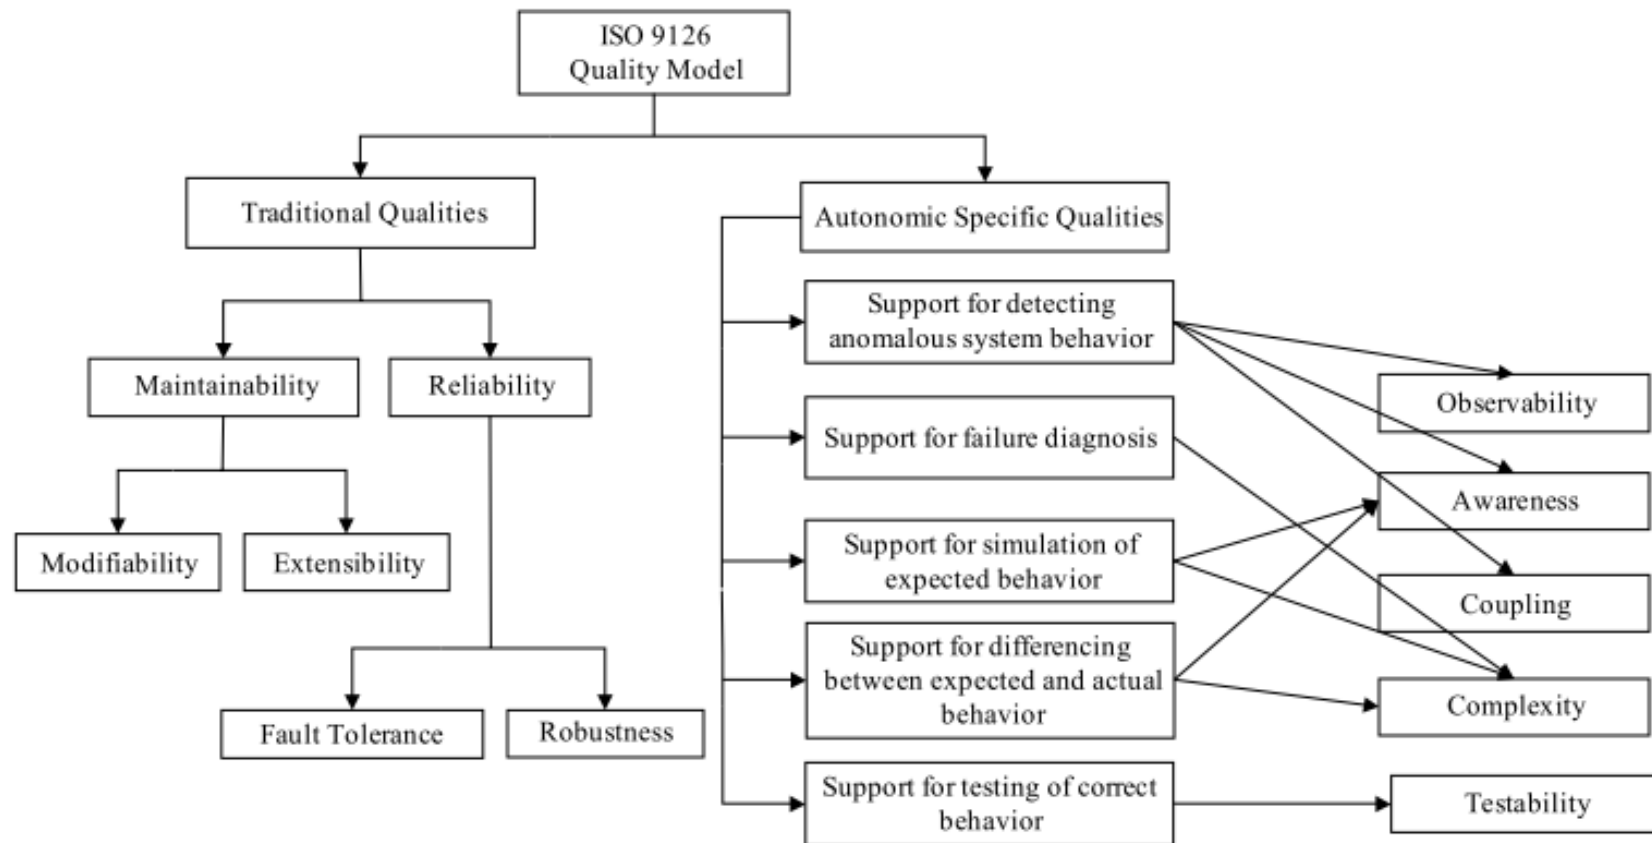 ISO 9126
Quality Model
Traditional Qualities
Autonomic Specific Qualities
Maintainability
Reliability
Modifiability
Extensibility
Fault Tolerance
Robustness
Support for detecting
anomalous system behavior
Support for failure diagnosis
Support for simulation of
expected behavior
Support for differencing
between expected and actual
behavior
Support for testing of correct
behavior
Observability
Awareness
Coupling
Complexity
Testability